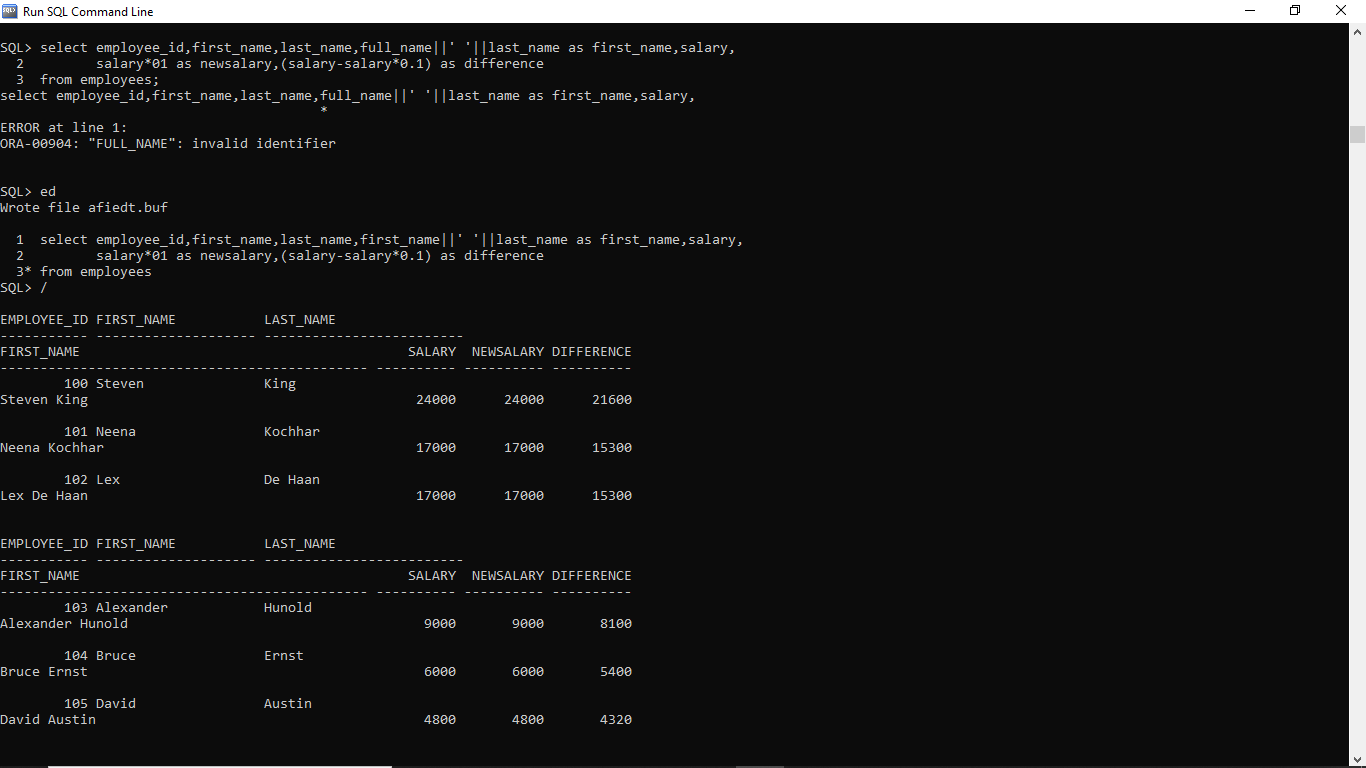 Run SQL Command Line
SQL> select employee_id,first_name,last_name,full_name||' '||last_name as first_name,salary,
  2         salary*01 as newsalary,(salary-salary*0.1) as difference
  3  from employees;
select employee_id,first_name,last_name,full_name||' '||last_name as first_name,salary,
                                        *
ERROR at line 1:
ORA-00904: "FULL_NAME": invalid identifier
SQL> ed
Wrote file afiedt.buf
  1  select employee_id,first_name,last_name,first_name||' '||last_name as first_name,salary,
  2         salary*01 as newsalary,(salary-salary*0.1) as difference
  3* from employees
SQL> /
EMPLOYEE_ID FIRST_NAME           LAST_NAME
----------- -------------------- -------------------------
FIRST_NAME                                         SALARY  NEWSALARY DIFFERENCE
---------------------------------------------- ---------- ---------- ----------
        100 Steven               King
Steven King                                         24000      24000      21600
        101 Neena                Kochhar
Neena Kochhar                                       17000      17000      15300
        102 Lex                  De Haan
Lex De Haan                                         17000      17000      15300
EMPLOYEE_ID FIRST_NAME           LAST_NAME
----------- -------------------- -------------------------
FIRST_NAME                                         SALARY  NEWSALARY DIFFERENCE
---------------------------------------------- ---------- ---------- ----------
        103 Alexander            Hunold
Alexander Hunold                                     9000       9000       8100
        104 Bruce                Ernst
Bruce Ernst                                          6000       6000       5400
        105 David                Austin
David Austin                                         4800       4800       4320